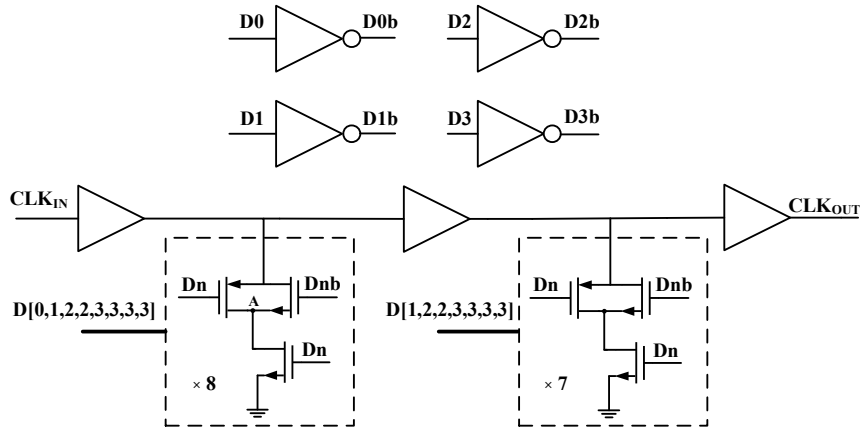 D0 D0b D2 D2b
D1 D1b D3 D3b
CLKIN CLKOUT
Dn A Dnb Dn Dnb
D[0,1,2,2,3,3,3,3] D[1,2,2,3,3,3,3]
Dn Dn
× 8 × 7